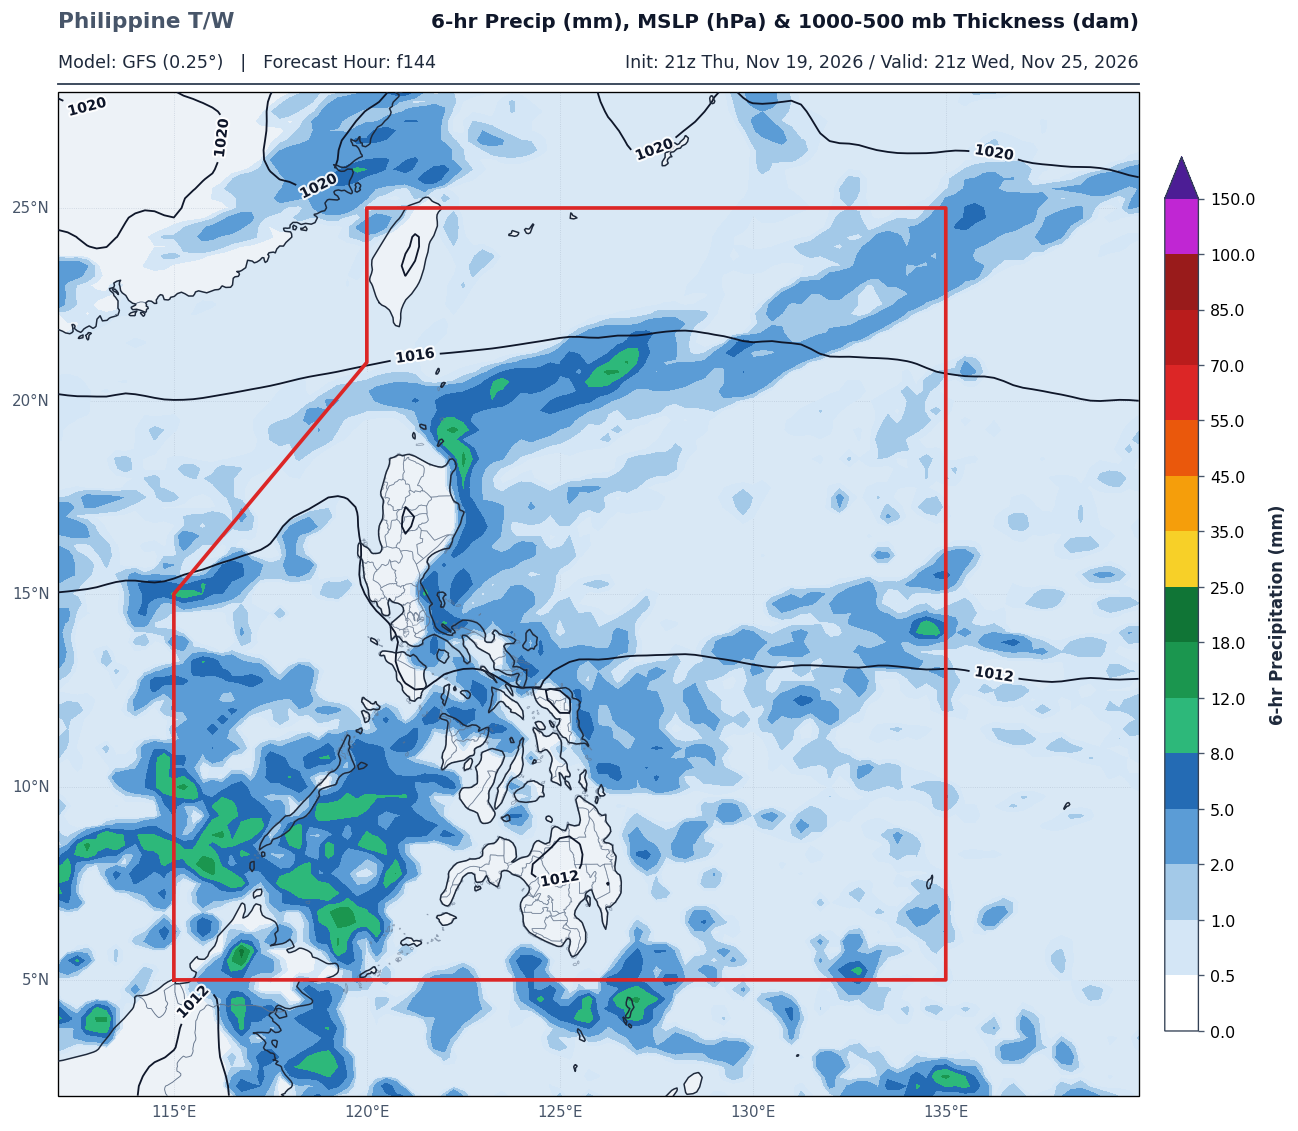 Philippine T/W
6-hr Precip (mm), MSLP (hPa) & 1000-500 mb Thickness (dam)
Model: GFS (0.25°) | Forecast Hour: f144
Init: 21z Thu, Nov 19, 2026 / Valid: 21z Wed, Nov 25, 2026
1020
1020
1020
1020
1020
1016
1012
1012
1012
25°N
20°N
15°N
10°N
5°N
115°E
120°E
125°E
130°E
135°E
150.0
100.0
85.0
70.0
55.0
45.0
35.0
25.0
18.0
12.0
8.0
5.0
2.0
1.0
0.5
0.0
6-hr Precipitation (mm)